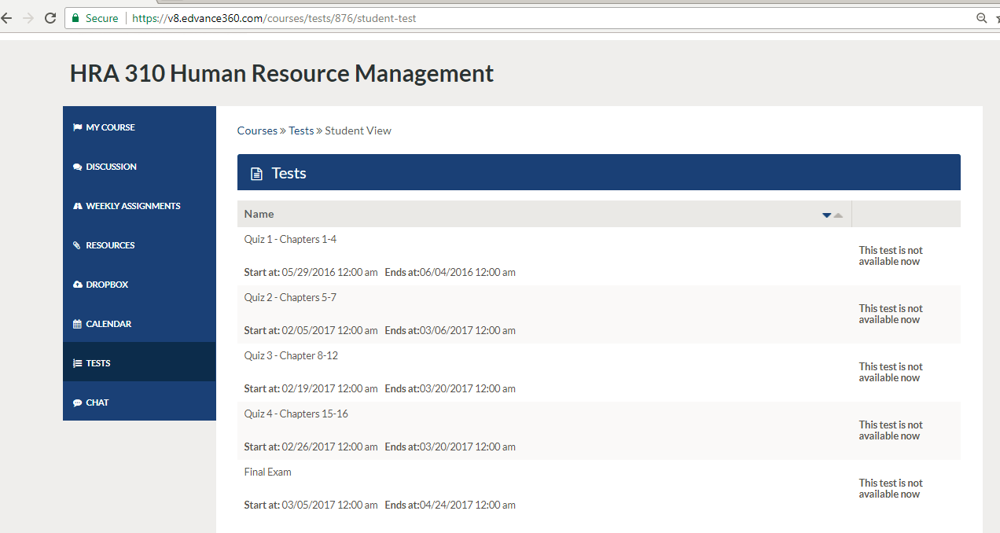 Secure https://v8.edvance360.com/courses/tests/876/student-test
HRA 310 Human Resource Management
MY COURSE
DISCUSSION
WEEKLY ASSIGNMENTS
RESOURCES
DROPBOX
CALENDAR
TESTS
CHAT
Courses » Tests » Student View
Tests
Name
Quiz 1 - Chapters 1-4
Start at: 05/29/2016 12:00 am Ends at:06/04/2016 12:00 am
This test is not
available now
Quiz 2 - Chapters 5-7
Start at: 02/05/2017 12:00 am Ends at:03/06/2017 12:00 am
This test is not
available now
Quiz 3 - Chapter 8-12
Start at: 02/19/2017 12:00 am Ends at:03/20/2017 12:00 am
This test is not
available now
Quiz 4 - Chapters 15-16
Start at: 02/26/2017 12:00 am Ends at:03/20/2017 12:00 am
This test is not
available now
Final Exam
Start at: 03/05/2017 12:00 am Ends at:04/24/2017 12:00 am
This test is not
available now